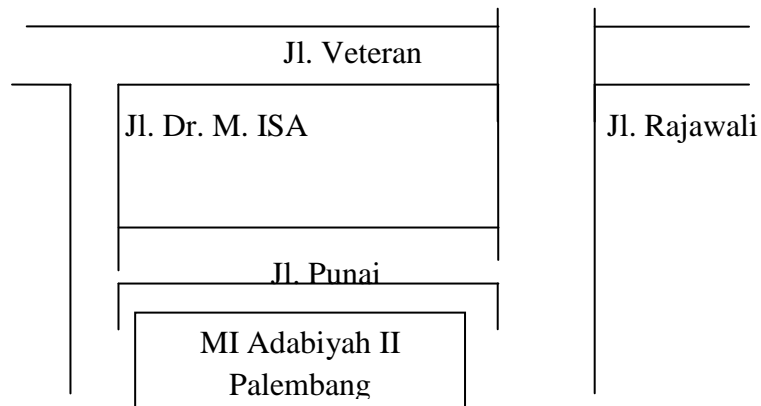 Jl. Veteran
Jl. Dr. M. ISA
Jl. Rajawali
Jl. Punai
MI Adabiyah II
Palembang